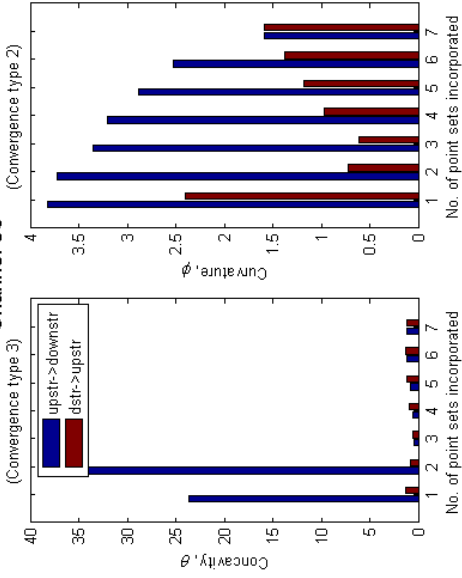 (Convergence type 3)
upstr->downstr
dstr->upstr
40
35
30
25
20
15
10
5
0
Concavity, θ
1 2 3 4 5 6 7
No. of point sets incorporated
(Convergence type 2)
4
3.5
3
2.5
2
1.5
1
0.5
0
Curvature, φ
1 2 3 4 5 6 7
No. of point sets incorporated